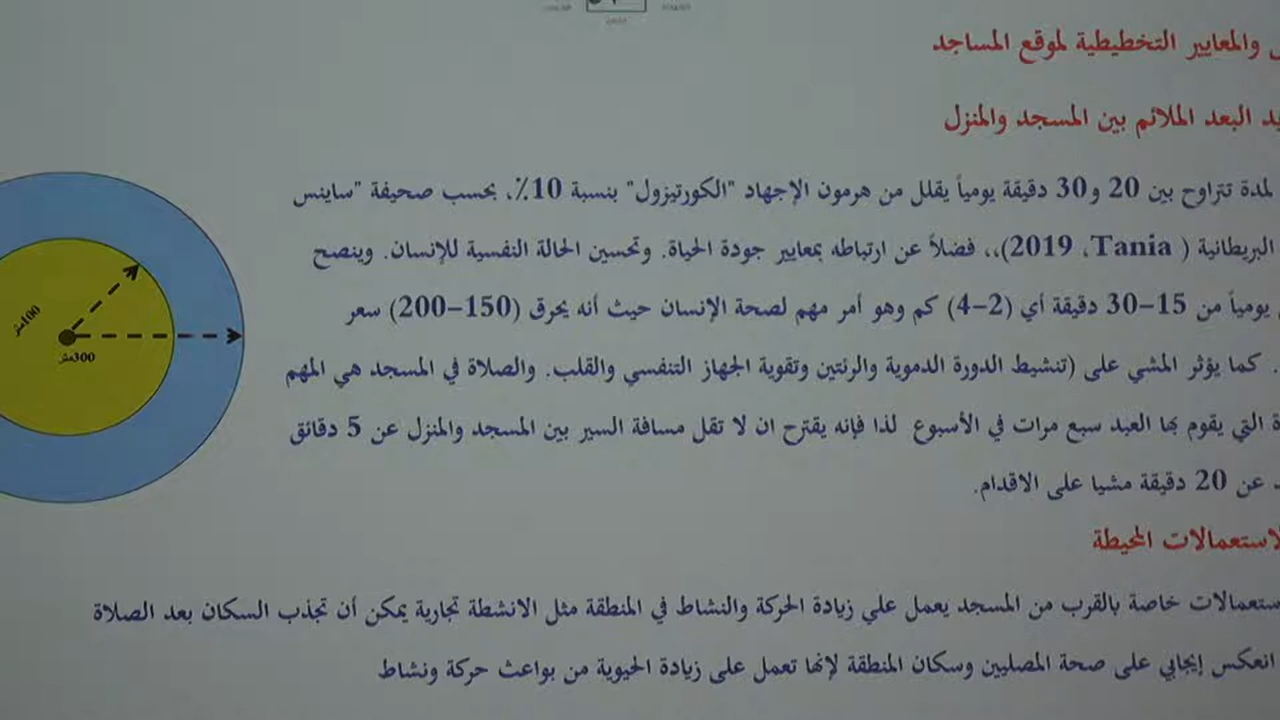 والمعايير التخطيطية لموقع المساجد
البعد الملائم بين المسجد والمنزل
لمدة تتراوح بين 20 و30 دقيقة يومياً يقلل من هرمون الإجهاد "الكورتيزول" بنسبة 10٪. بحسب صحيفة "ساينس
البريطانية ( Tania، 2019)،، فضلاً عن ارتباطه بمعايير جودة الحياة. وتحسين الحالة النفسية للإنسان. وينصح
يومياً من 15–30 دقيقة أي (2–4) كم وهو أمر مهم لصحة الإنسان حيث أنه يحرق (150–200) سعر
. كما يؤثر المشي على (تنشيط الدورة الدموية والرئتين وتقوية الجهاز التنفسي والقلب. والصلاة في المسجد هي المهم
التي يقوم بها العبد سبع مرات في الأسبوع لذا فإنه يقترح ان لا تقل مسافة السير بين المسجد والمنزل عن 5 دقائق
عن 20 دقيقة مشيا على الاقدام.
100متر
300متر
لاستعمالات المحيطة
ستعمالات خاصة بالقرب من المسجد يعمل علي زيادة الحركة والنشاط في المنطقة مثل الانشطة تجارية يمكن أن تجذب السكان بعد الصلاة
انعكس إيجابي على صحة المصليين وسكان المنطقة لإنها تعمل على زيادة الحيوية من بواعث حركة ونشاط